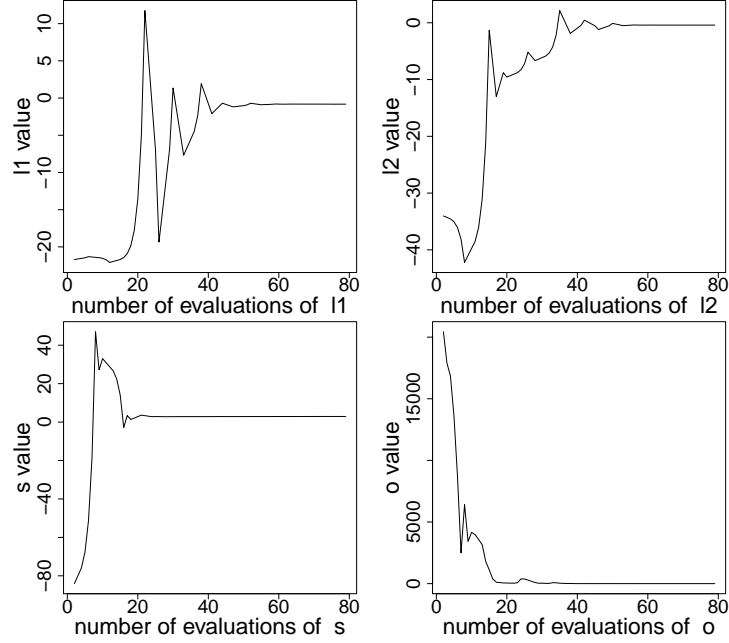 10
5
0
−10
−20
l1 value
0 20 40 60 80
number of evaluations of l1
0
−10
−20
−30
−40
l2 value
0 20 40 60 80
number of evaluations of l2
40
20
0
−40
−80
s value
0 20 40 60 80
number of evaluations of s
15000
5000
0
o value
0 20 40 60 80
number of evaluations of o